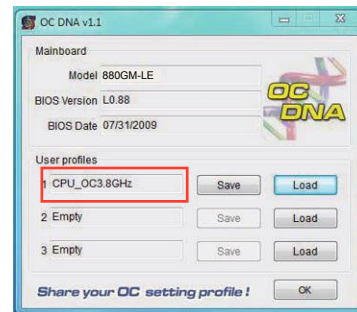 OC DNA v1.1
Mainboard
Model 880GM-LE
BIOS Version L0.88
BIOS Date 07/31/2009
OC DNA
User profiles
1 CPU_OC3.8GHz Save Load
2 Empty Save Load
3 Empty Save Load
Share your OC setting profile ! OK